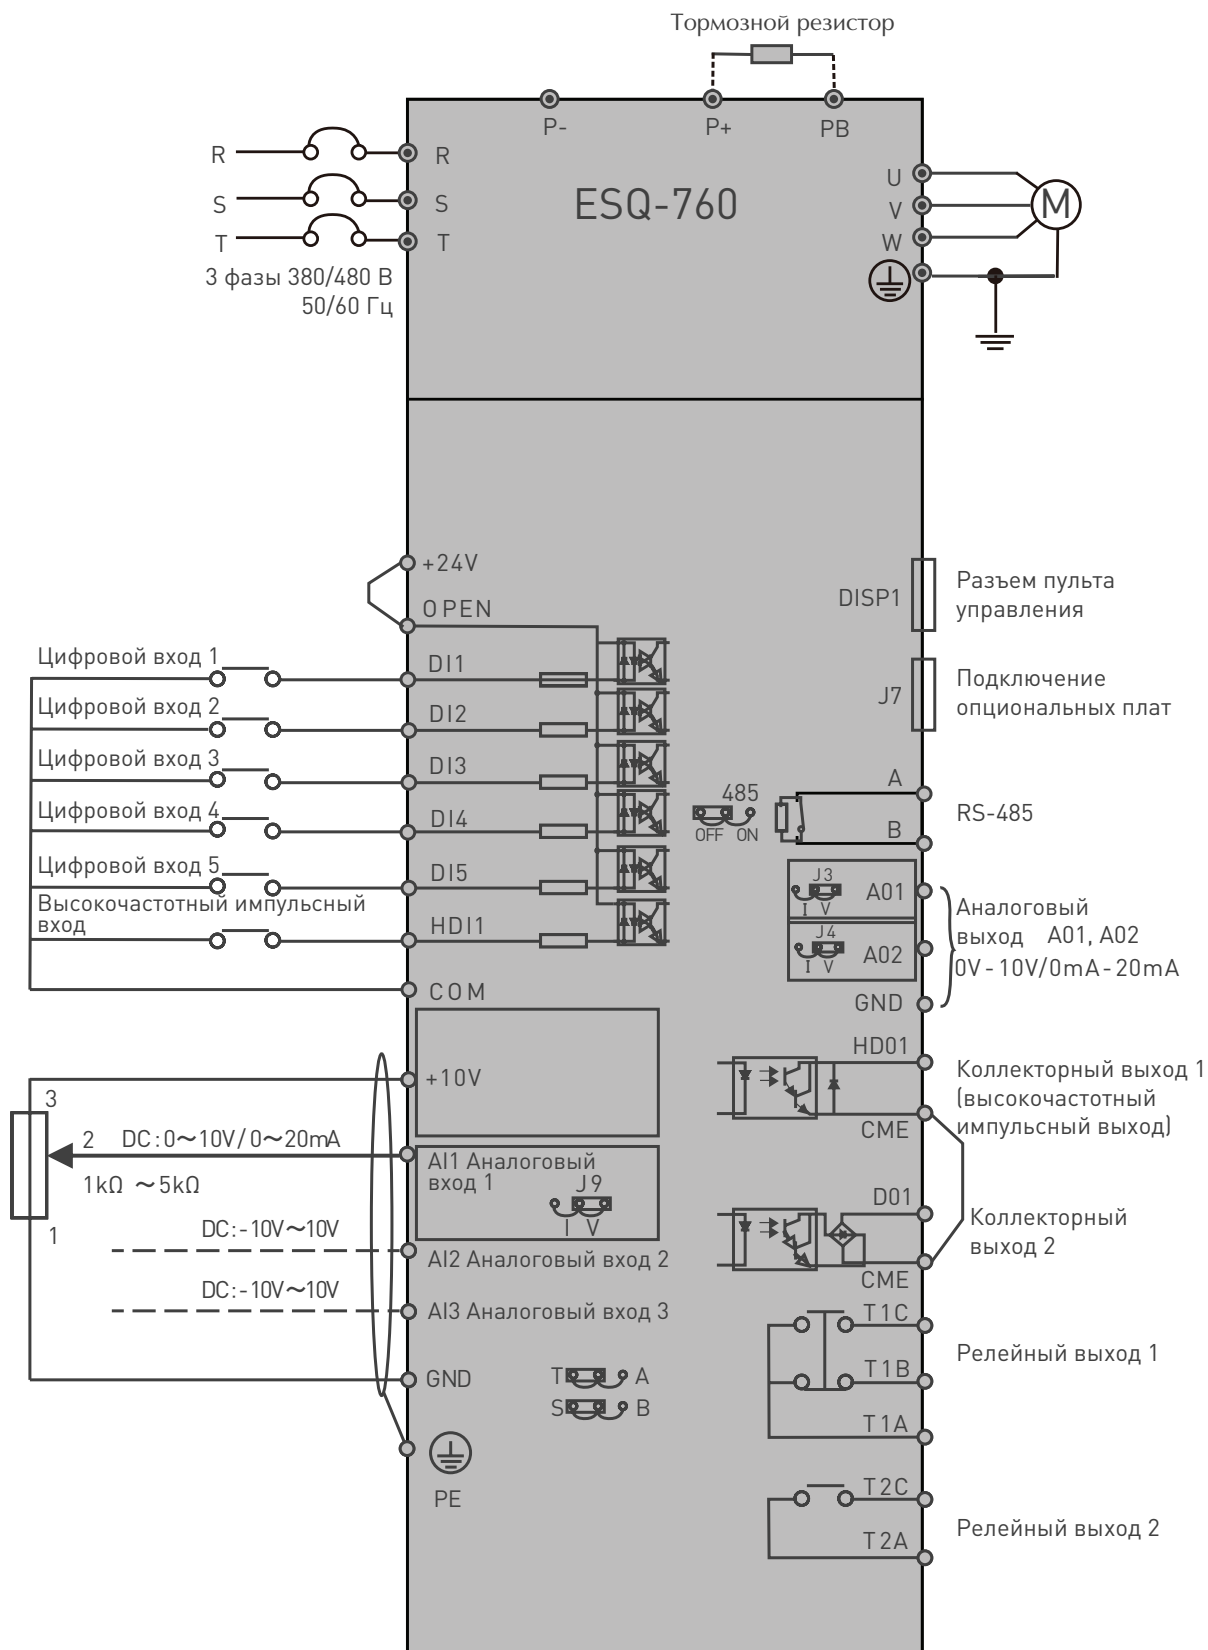 Тормозной резистор
P-
P+
PB
R
R
S
S
T
T
3 фазы 380/480 В
50/60 Гц
ESQ-760
U
V
W
M
+24V
OPEN
DISP1
Разъем пульта
управления
Цифровой вход 1
DI1
J7
Подключение
опциональных плат
Цифровой вход 2
DI2
Цифровой вход 3
DI3
Цифровой вход 4
DI4
485
OFF ON
A
B
RS-485
Цифровой вход 5
DI5
Высокочастотный импульсный
вход
HDI1
COM
J3
I V
A01
J4
I V
A02
GND
Аналоговый
выход A01, A02
0V-10V/0mA-20mA
+10V
3
2
DC:0～10V/0～20mA
1kΩ ～5kΩ
1
AI1 Аналоговый
вход 1
J9
I V
DC:-10V～10V
AI2 Аналоговый вход 2
DC:-10V～10V
AI3 Аналоговый вход 3
GND
T A
S B
PE
HD01
CME
Коллекторный выход 1
(высокочастотный
импульсный выход)
D01
CME
Коллекторный
выход 2
T1C
T1B
T1A
Релейный выход 1
T2C
T2A
Релейный выход 2